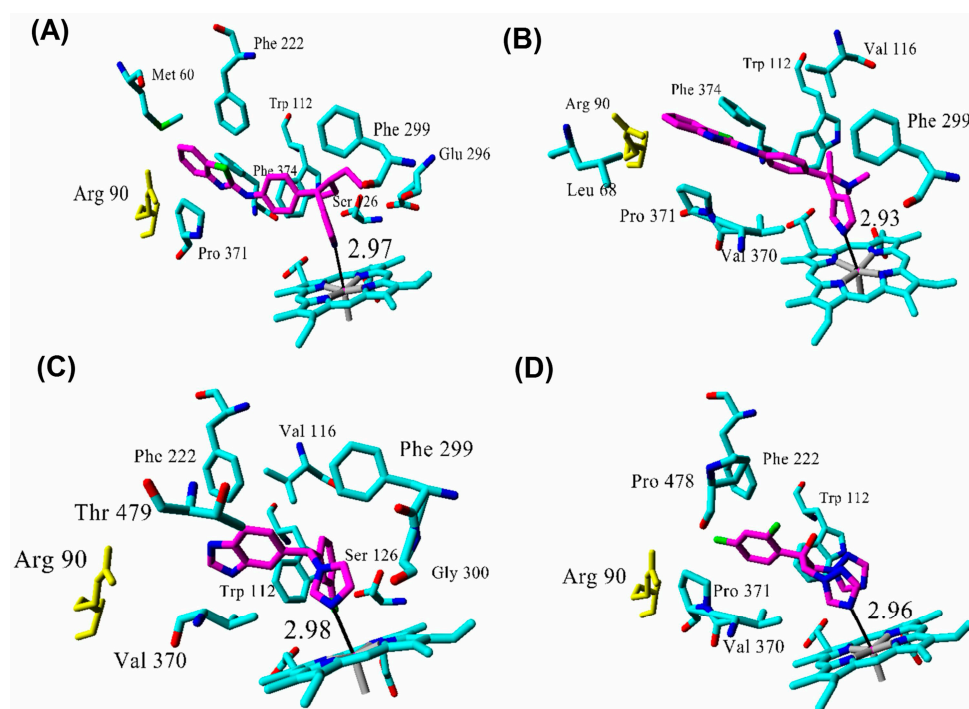 (A)
Phe 222
Met 60
Trp 112
Phe 299
Glu 296
Phe 374
Arg 90
Ser 126
Pro 371
2.97
(B)
Val 116
Trp 112
Phe 374
Arg 90
Phe 299
Leu 68
Pro 371
Val 370
2.93
(C)
Val 116
Phe 299
Phe 222
Thr 479
Arg 90
Ser 126
Trp 112
Gly 300
2.98
Val 370
(D)
Phe 222
Pro 478
Trp 112
Arg 90
Pro 371
Val 370
2.96